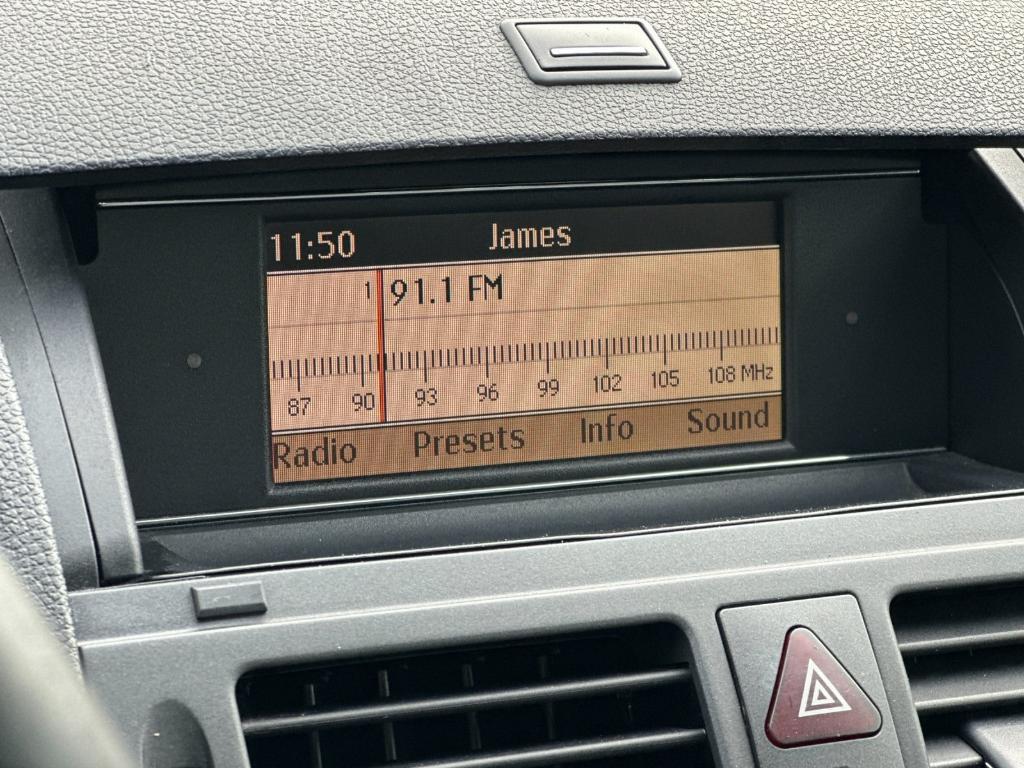 11:50 James
1 91.1 FM
87 90 93 96 99 102 105 108 MHz
Radio Presets Info Sound